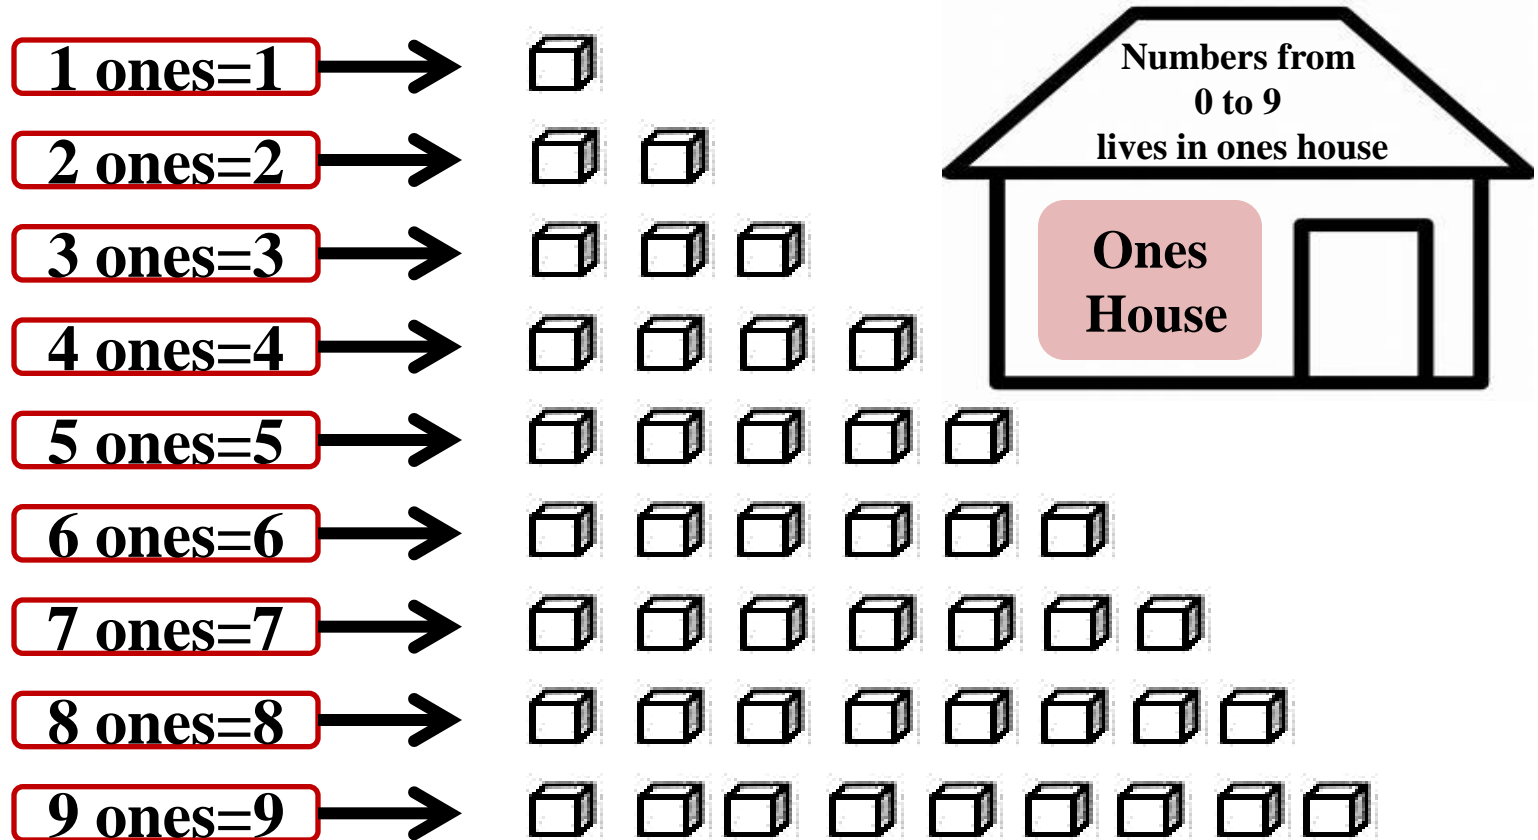 1 ones=1
2 ones=2
3 ones=3
4 ones=4
5 ones=5
6 ones=6
7 ones=7
8 ones=8
9 ones=9
Numbers from
0 to 9
lives in ones house
Ones
House